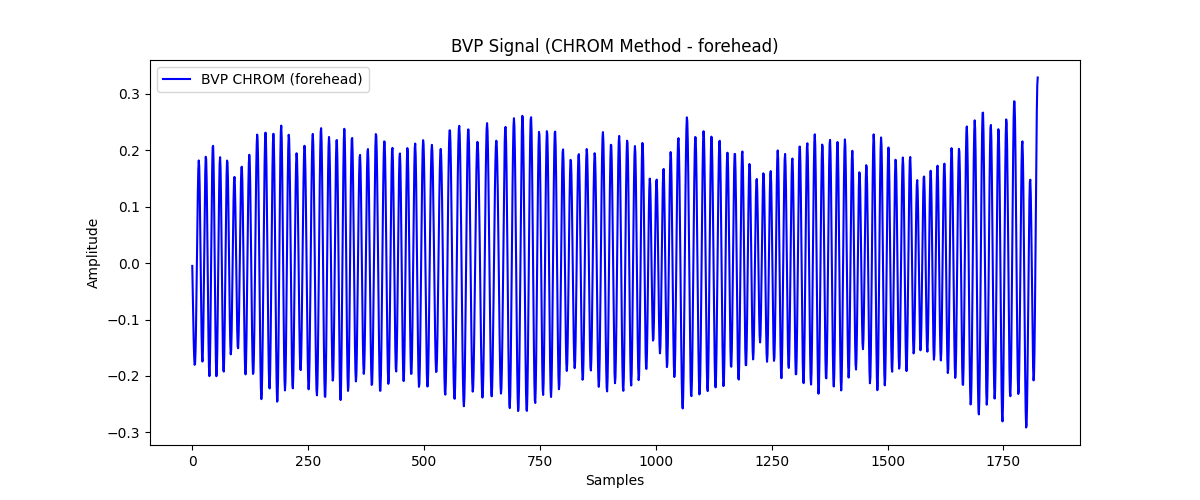 BVP Signal (CHROM Method - forehead)
BVP CHROM (forehead)
Amplitude
0.3
0.2
0.1
0.0
−0.1
−0.2
−0.3
0 250 500 750 1000 1250 1500 1750
Samples